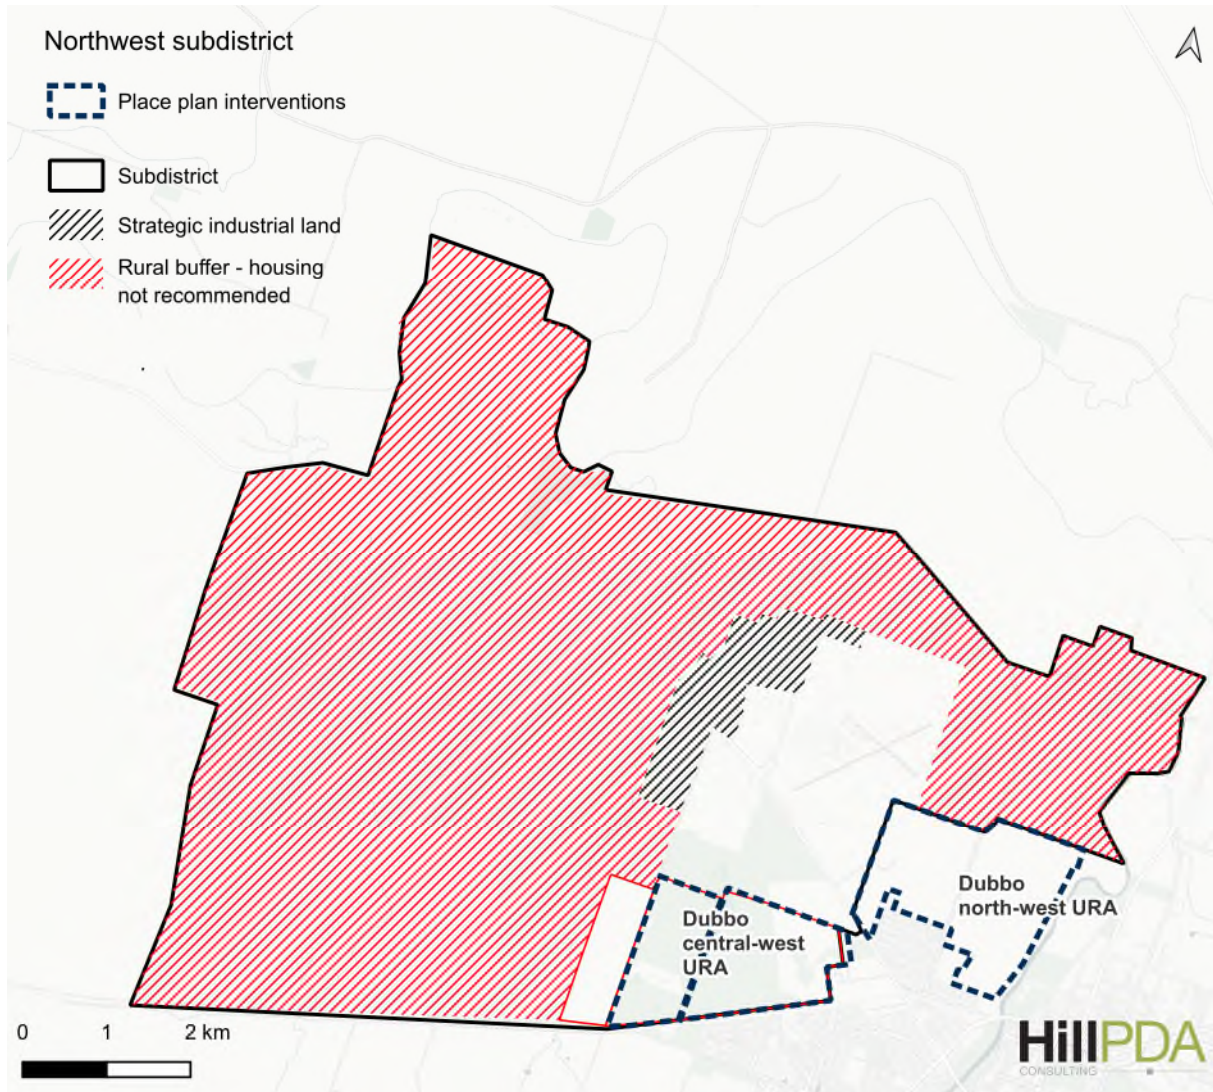 Northwest subdistrict
Place plan interventions
Subdistrict
Strategic industrial land
Rural buffer - housing
not recommended
Dubbo
north-west URA
Dubbo
central-west
URA
0 1 2 km
HillPDA
CONSULTING